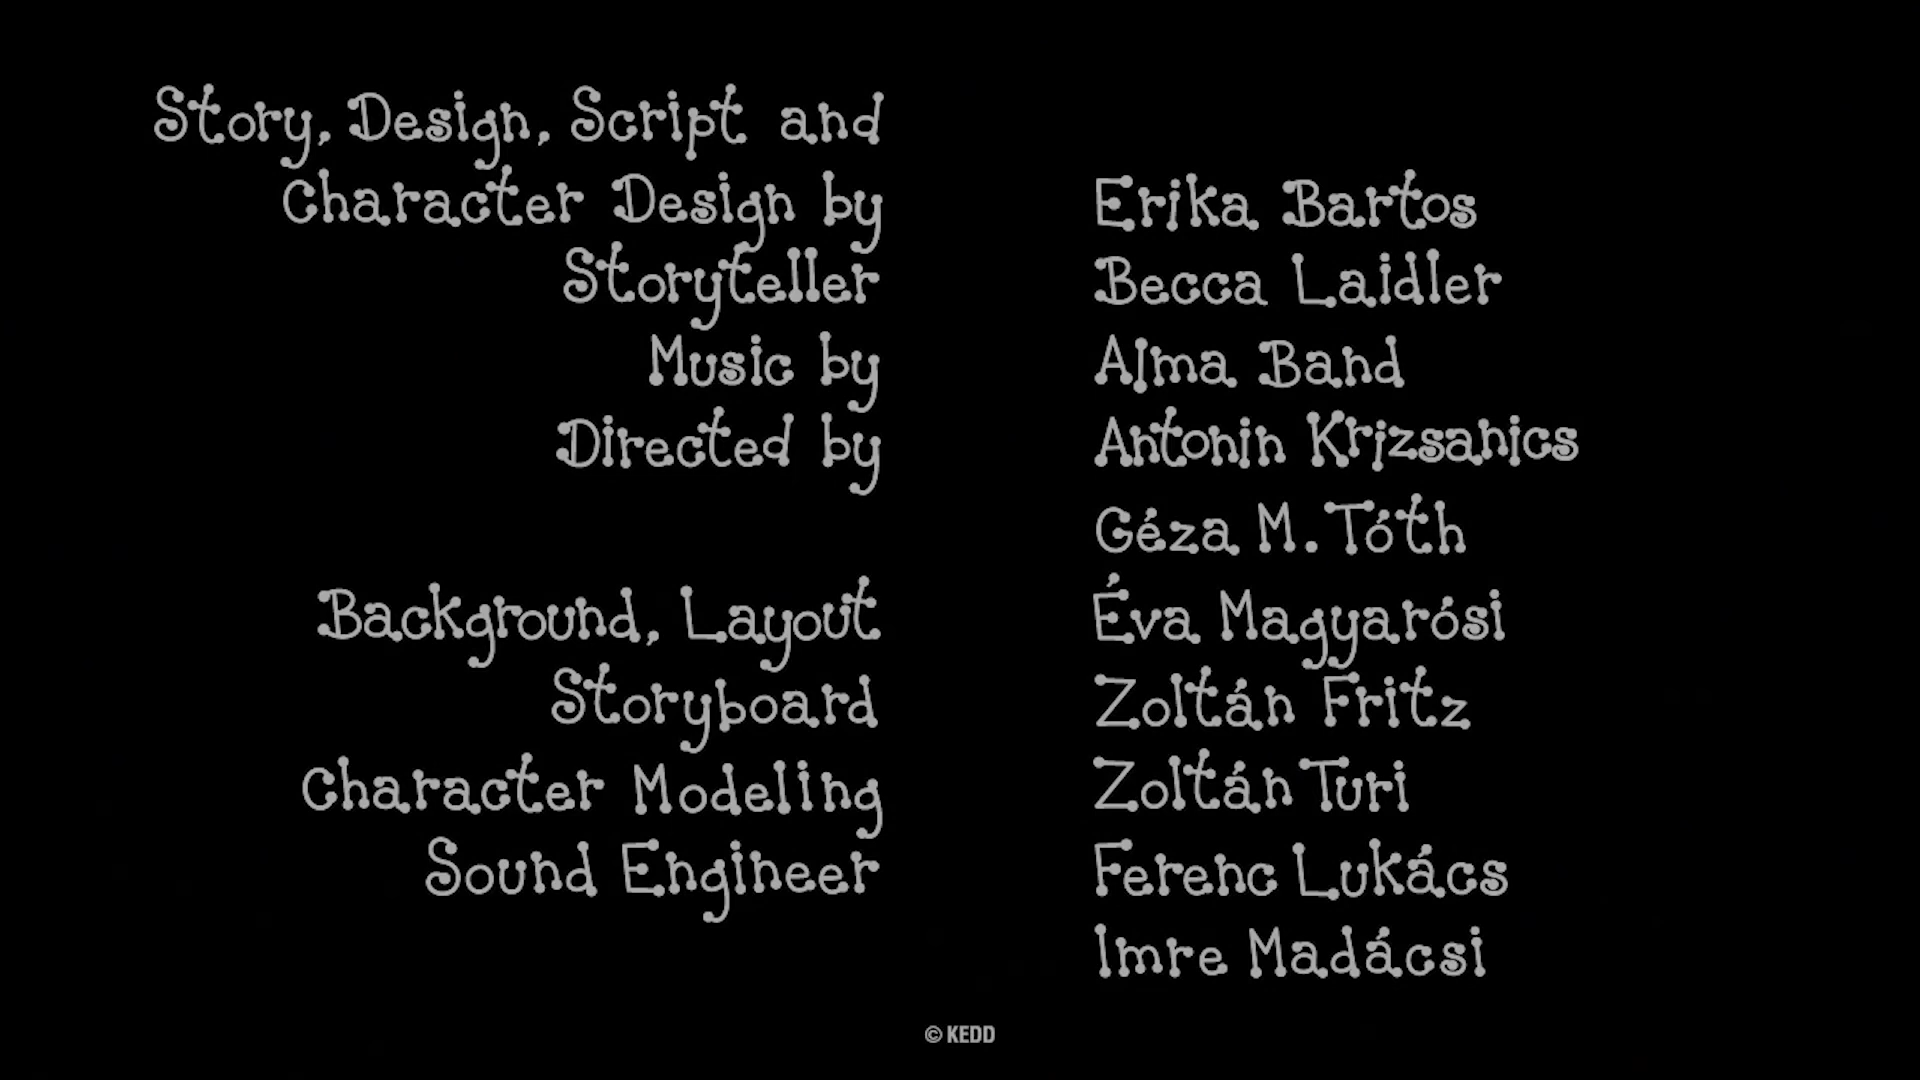 Story, Design, Script and
Character Design by Erika Bartos
Storyteller Becca Laidler
Music by Alma Band
Directed by Antonin Krizsanics
Géza M. Tóth
Background, Layout Éva Magyarósi
Storyboard Zoltán Fritz
Character Modeling Zoltán Turi
Sound Engineer Ferenc Lukács
Imre Madácsi
© KEDD